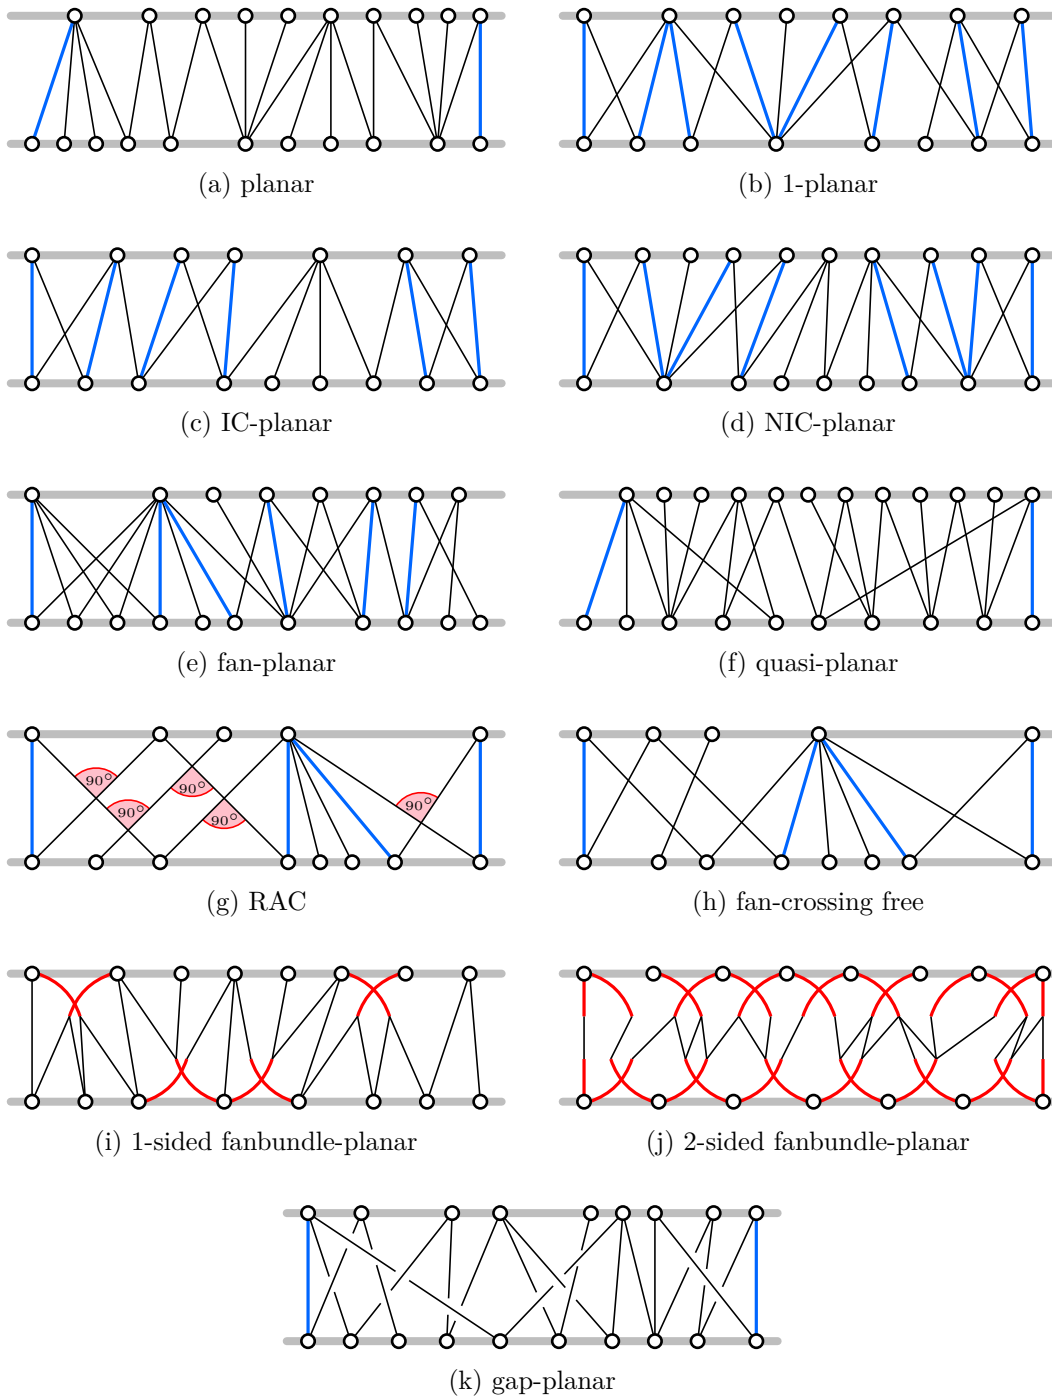 (a) planar
(b) 1-planar
(c) IC-planar
(d) NIC-planar
(e) fan-planar
(f) quasi-planar
90°
90°
90°
90°
90°
(g) RAC
(h) fan-crossing free
(i) 1-sided fanbundle-planar
(j) 2-sided fanbundle-planar
(k) gap-planar